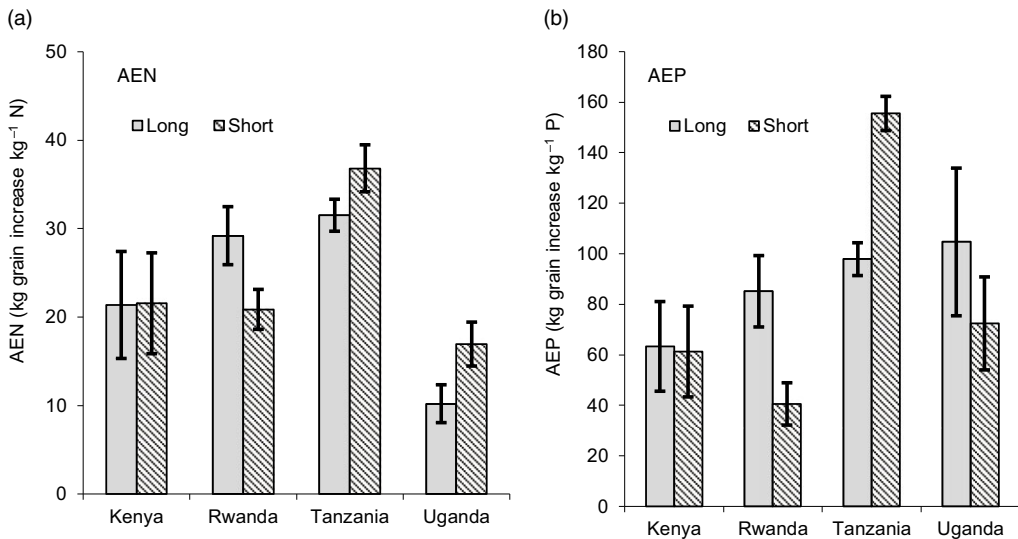 (a)
AEN (kg grain increase kg⁻¹ N)
50
40
30
20
10
0
AEN
Long Short
Kenya Rwanda Tanzania Uganda
(b)
AEP (kg grain increase kg⁻¹ P)
180
160
140
120
100
80
60
40
20
0
AEP
Long Short
Kenya Rwanda Tanzania Uganda